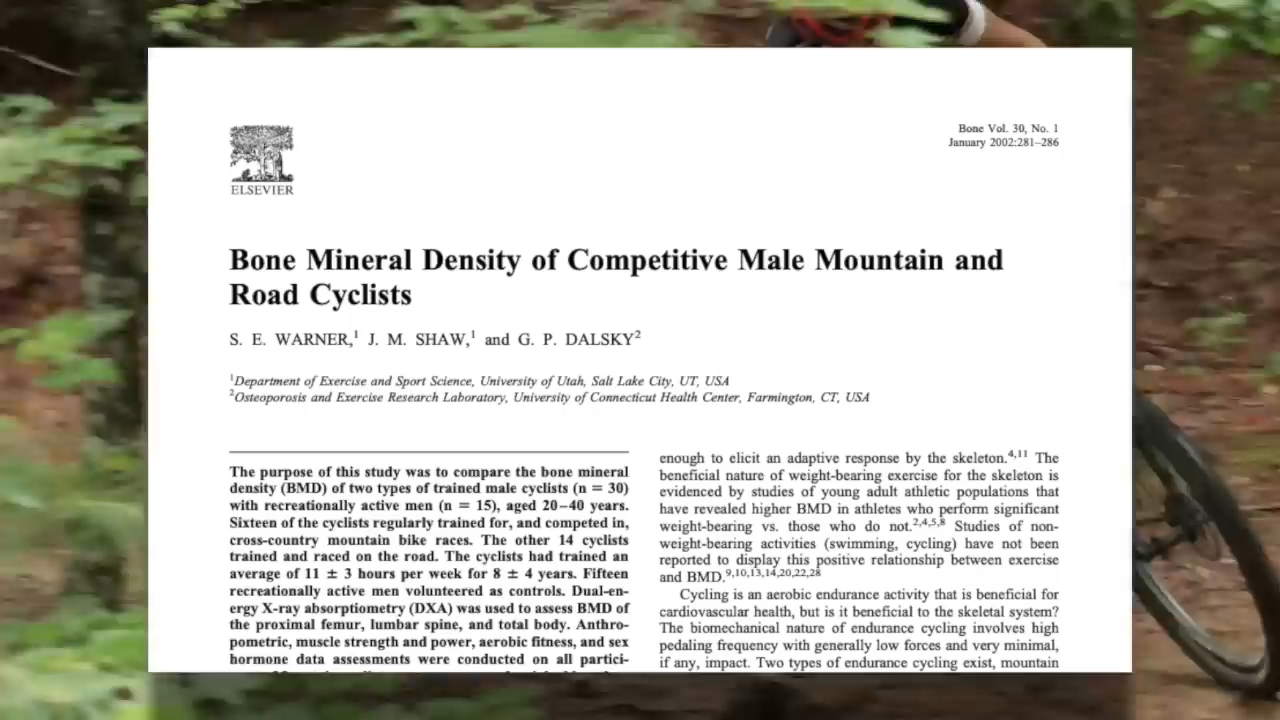 ELSEVIER
Bone Vol. 30, No. 1
January 2002:281–286
Bone Mineral Density of Competitive Male Mountain and
Road Cyclists
S. E. WARNER,¹ J. M. SHAW,¹ and G. P. DALSKY²
¹Department of Exercise and Sport Science, University of Utah, Salt Lake City, UT, USA
²Osteoporosis and Exercise Research Laboratory, University of Connecticut Health Center, Farmington, CT, USA
The purpose of this study was to compare the bone mineral
density (BMD) of two types of trained male cyclists (n = 30)
with recreationally active men (n = 15), aged 20–40 years.
Sixteen of the cyclists regularly trained for, and competed in,
cross-country mountain bike races. The other 14 cyclists
trained and raced on the road. The cyclists had trained an
average of 11 ± 3 hours per week for 8 ± 4 years. Fifteen
recreationally active men volunteered as controls. Dual-en-
ergy X-ray absorptiometry (DXA) was used to assess BMD of
the proximal femur, lumbar spine, and total body. Anthro-
pometric, muscle strength and power, aerobic fitness, and sex
hormone data assessments were conducted on all partici-
enough to elicit an adaptive response by the skeleton.⁴,¹¹ The
beneficial nature of weight-bearing exercise for the skeleton is
evidenced by studies of young adult athletic populations that
have revealed higher BMD in athletes who perform significant
weight-bearing vs. those who do not.²,⁴,⁵,⁸ Studies of non-
weight-bearing activities (swimming, cycling) have not been
reported to display this positive relationship between exercise
and BMD.⁹,¹⁰,¹³,¹⁴,²⁰,²²,²⁸
Cycling is an aerobic endurance activity that is beneficial for
cardiovascular health, but is it beneficial to the skeletal system?
The biomechanical nature of endurance cycling involves high
pedaling frequency with generally low forces and very minimal,
if any, impact. Two types of endurance cycling exist, mountain